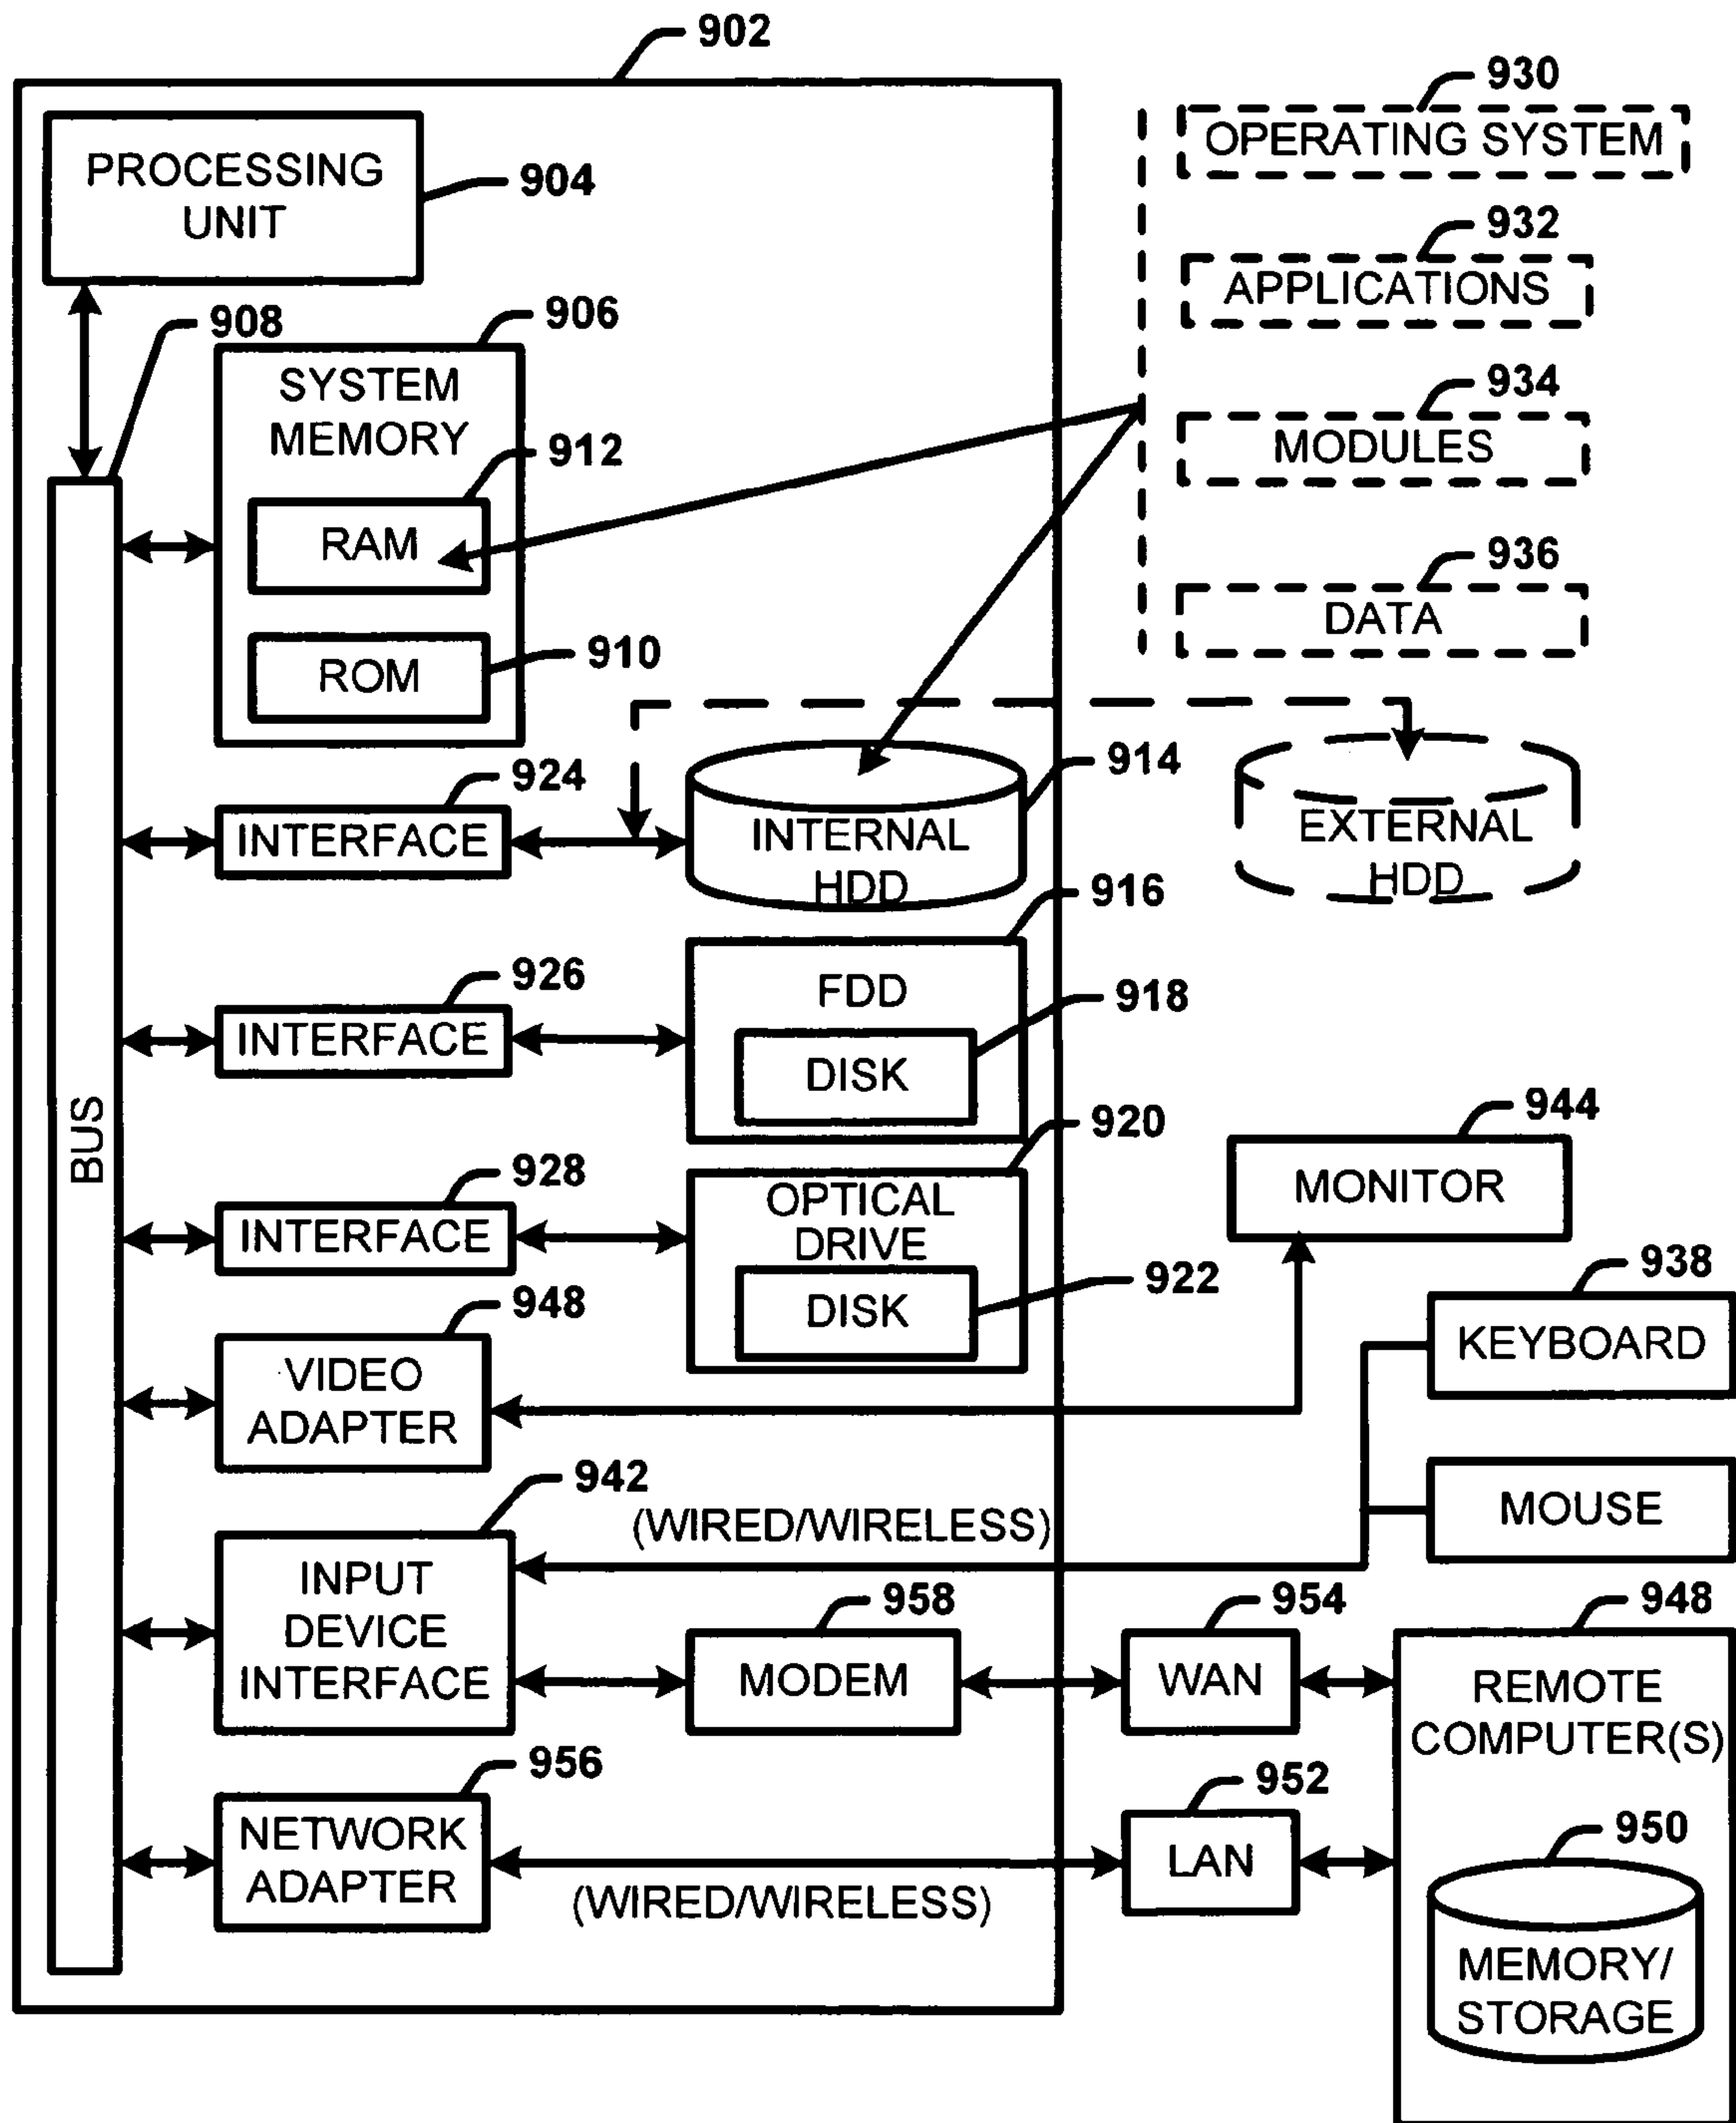 902
PROCESSING
UNIT
904
930
OPERATING SYSTEM
932
APPLICATIONS
934
MODULES
936
DATA
908
906
SYSTEM
MEMORY
912
RAM
910
ROM
924
INTERFACE
914
INTERNAL
HDD
EXTERNAL
HDD
926
INTERFACE
916
FDD
918
DISK
BUS
928
INTERFACE
920
OPTICAL
DRIVE
922
DISK
944
MONITOR
938
KEYBOARD
948
VIDEO
ADAPTER
MOUSE
942
INPUT
DEVICE
INTERFACE
(WIRED/WIRELESS)
958
MODEM
954
WAN
948
REMOTE
COMPUTER(S)
956
NETWORK
ADAPTER
(WIRED/WIRELESS)
952
LAN
950
MEMORY/
STORAGE